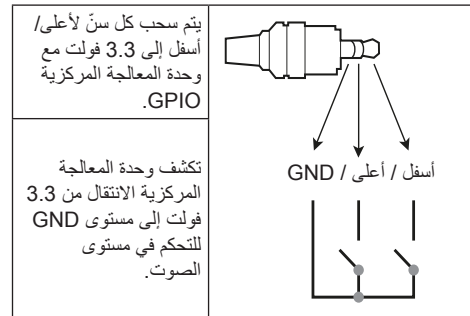 يتم سحب كل سنّ لأعلى/
أسفل إلى 3.3 فولت مع
وحدة المعالجة المركزية
GPIO.
تكشف وحدة المعالجة
المركزية الانتقال من 3.3
فولت إلى مستوى GND
للتحكم في مستوى
الصوت.
أسفل / أعلى / GND